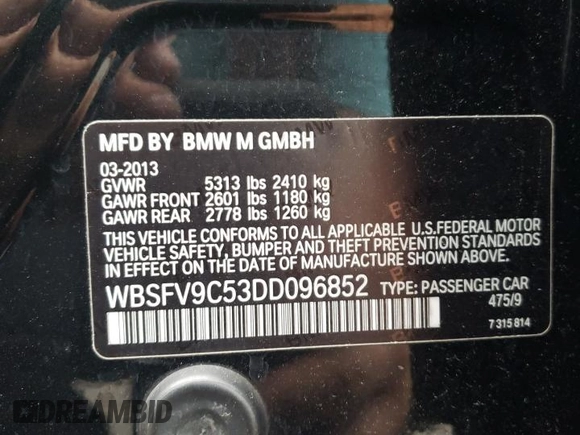 MFD BY BMW M GMBH
03-2013
GVWR 5313 lbs 2410 kg
GAWR FRONT 2601 lbs 1180 kg
GAWR REAR 2778 lbs 1260 kg
THIS VEHICLE CONFORMS TO ALL APPLICABLE U.S.FEDERAL MOTOR
VEHICLE SAFETY, BUMPER AND THEFT PREVENTION STANDARDS
IN EFFECT ON THE DATE OF MANUFACTURE SHOWN ABOVE.
WBSFV9C53DD096852 TYPE: PASSENGER CAR
475/9
7 315 814
DREAMBID